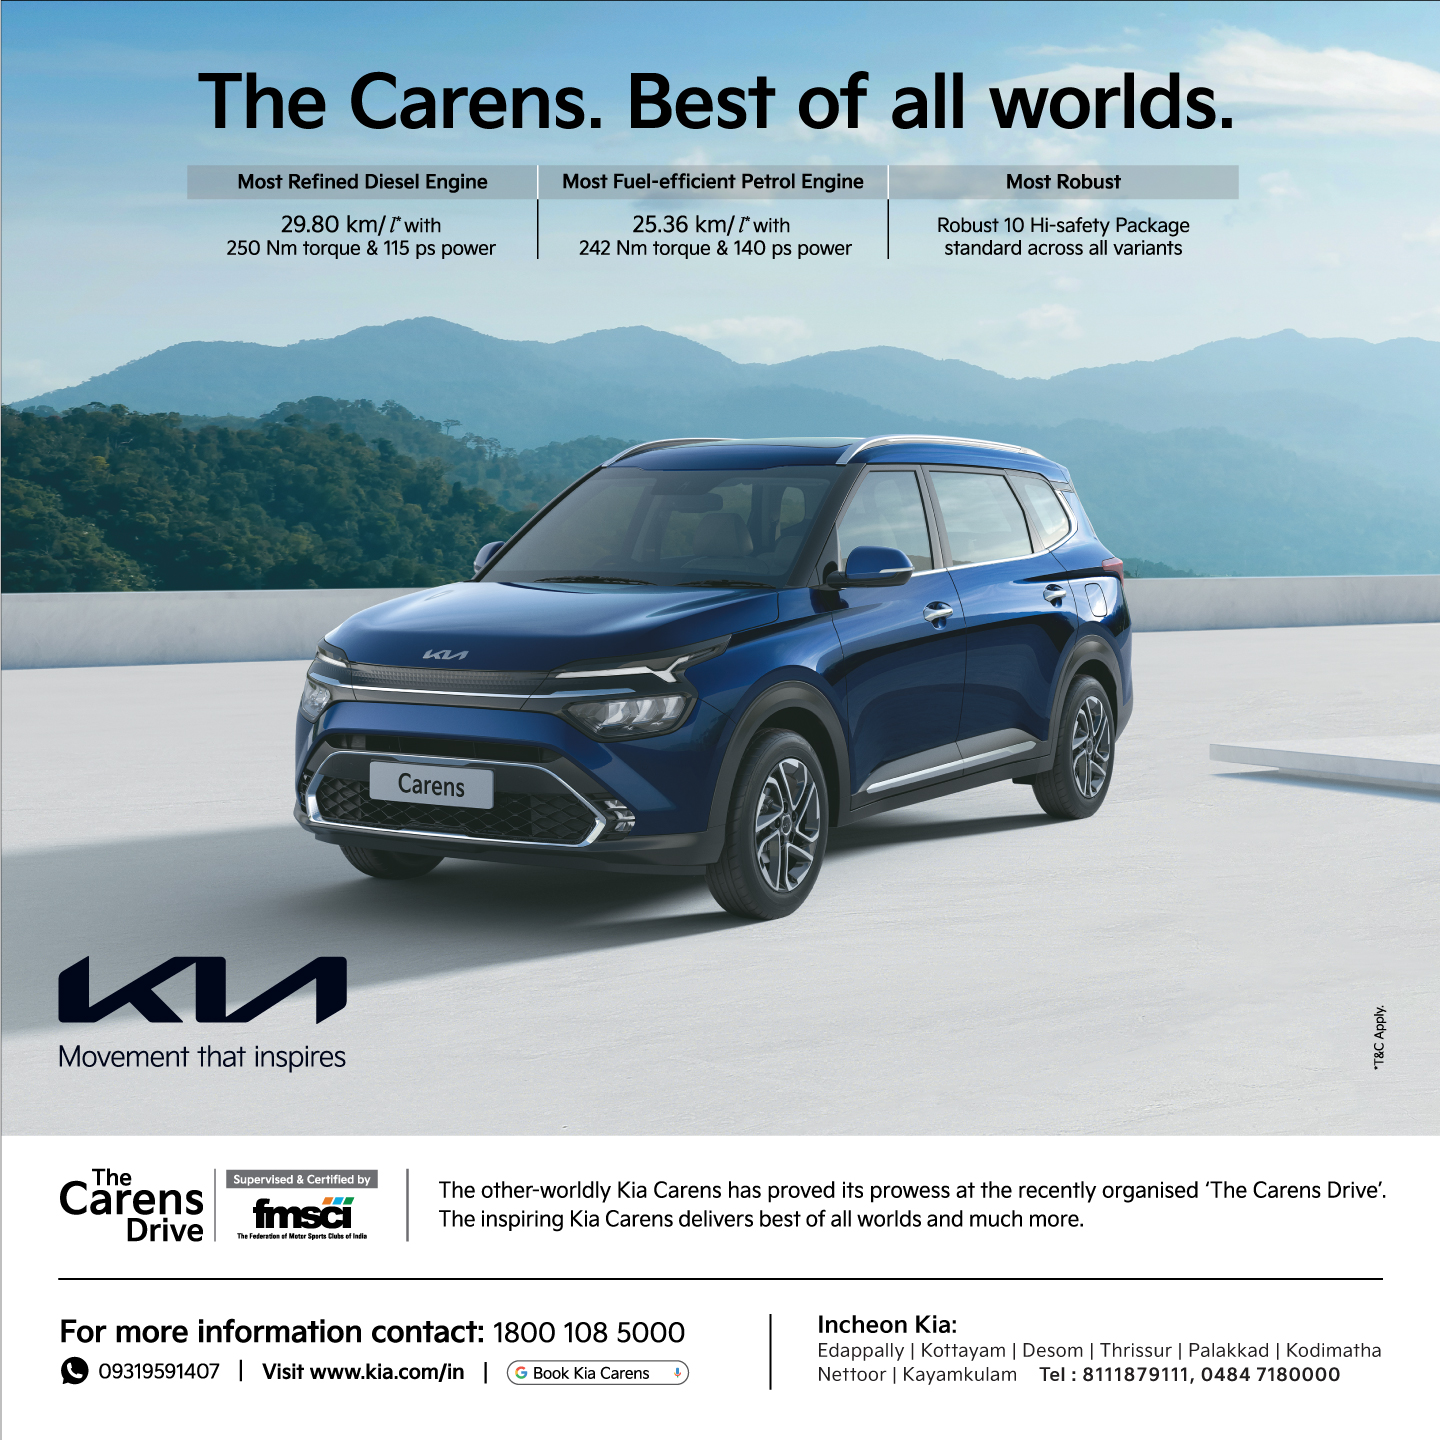 The Carens. Best of all worlds.
Most Refined Diesel Engine
29.80 km/l* with
250 Nm torque & 115 ps power
Most Fuel-efficient Petrol Engine
25.36 km/l* with
242 Nm torque & 140 ps power
Most Robust
Robust 10 Hi-safety Package
standard across all variants
KIA
Carens
KIA
Movement that inspires
*T&C Apply.
The
Carens
Drive
Supervised & Certified by
fmsci
The Federation of Motor Sports Clubs of India
The other-worldly Kia Carens has proved its prowess at the recently organised ‘The Carens Drive’.
The inspiring Kia Carens delivers best of all worlds and much more.
For more information contact: 1800 108 5000
09319591407 | Visit www.kia.com/in | G Book Kia Carens
Incheon Kia:
Edappally | Kottayam | Desom | Thrissur | Palakkad | Kodimatha
Nettoor | Kayamkulam Tel : 8111879111, 0484 7180000